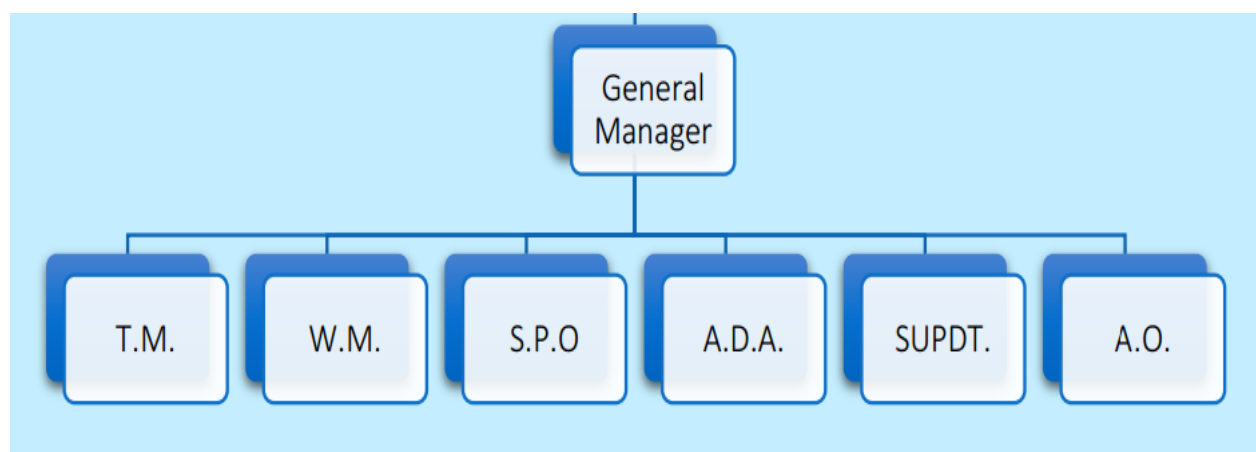 General
Manager
T.M.
W.M.
S.P.O
A.D.A.
SUPDT.
A.O.